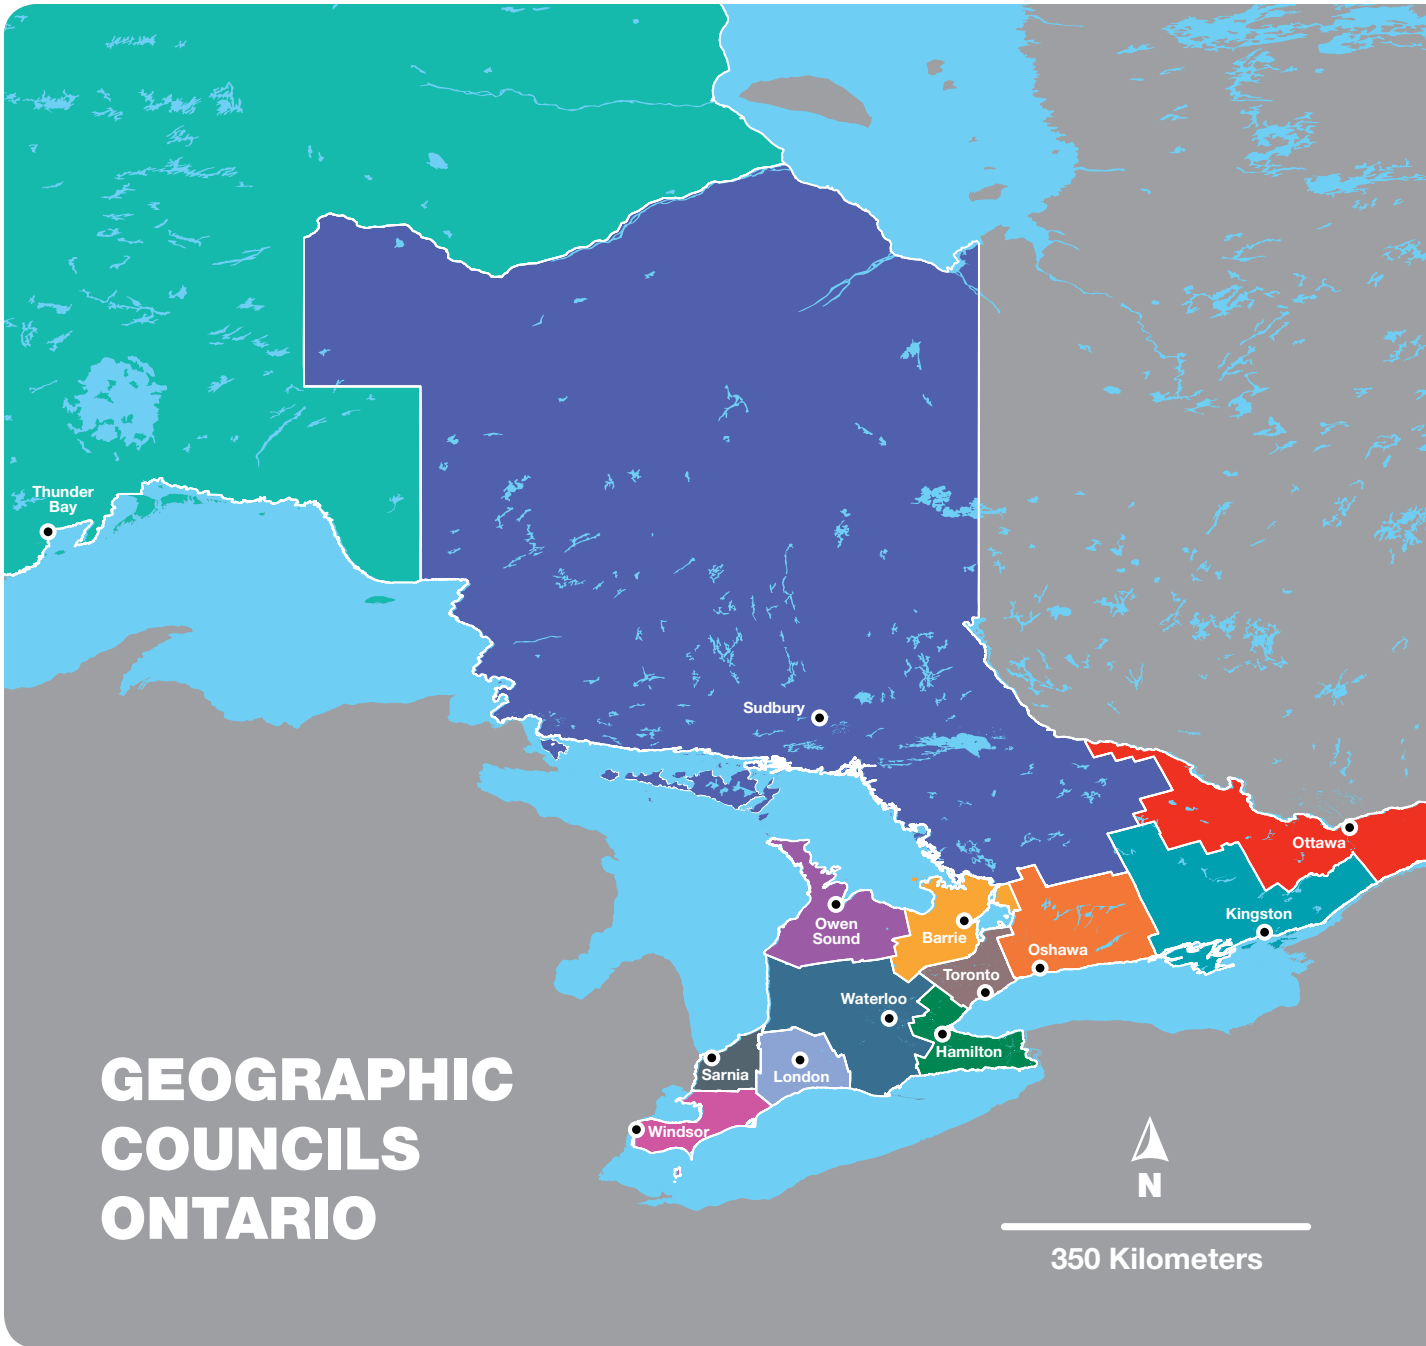 Thunder
Bay
Sudbury
Ottawa
Owen
Sound
Barrie
Kingston
Oshawa
Toronto
Waterloo
Hamilton
Sarnia
London
Windsor
GEOGRAPHIC
COUNCILS
ONTARIO
N
350 Kilometers